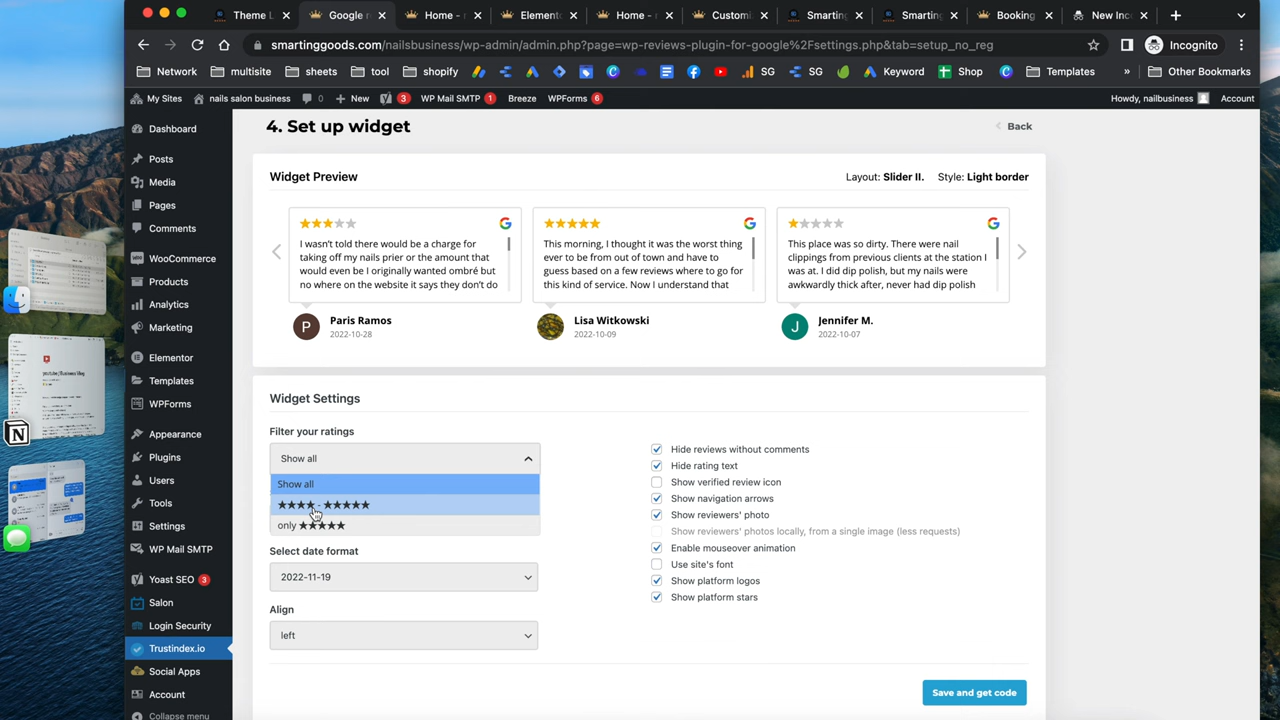 Theme L
Google r
Home -
Element
Home -
Customi
Smarting
Smarting
Booking
New Inc
smartinggoods.com/nailsbusiness/wp-admin/admin.php?page=wp-reviews-plugin-for-google%2Fsettings.php&tab=setup_no_reg
Incognito
Network
multisite
sheets
tool
shopify
SG
SG
Keyword
Shop
Templates
»
Other Bookmarks
My Sites
nails salon business
0
+ New
3
WP Mail SMTP 1
Breeze
WPForms 6
Howdy, nailbusiness
Account
Dashboard
Posts
Media
Pages
Comments
WooCommerce
Products
Analytics
Marketing
Elementor
Templates
WPForms
Appearance
Plugins
Users
Tools
Settings
WP Mail SMTP
Yoast SEO 3
Salon
Login Security
Trustindex.io
Social Apps
Account
Collapse menu
4. Set up widget
Back
Widget Preview
Layout: Slider II. Style: Light border
I wasn't told there would be a charge for
taking off my nails prior or the amount that
would even be I originally wanted ombré but
no where on the website it says they don't do
P
Paris Ramos
2022-10-28
This morning, I thought it was the worst thing
ever to be from out of town and have to
guess based on a few reviews where to go for
this kind of service. Now I understand that
Lisa Witkowski
2022-10-09
This place was so dirty. There were nail
clippings from previous clients at the station I
was at. I did dip polish, but my nails were
awkwardly thick after, never had dip polish
J
Jennifer M.
2022-10-07
Widget Settings
Filter your ratings
Show all
Show all
★★★★ - ★★★★★
only ★★★★★
Select date format
2022-11-19
Align
left
Hide reviews without comments
Hide rating text
Show verified review icon
Show navigation arrows
Show reviewers' photo
Show reviewers' photos locally, from a single image (less requests)
Enable mouseover animation
Use site's font
Show platform logos
Show platform stars
Save and get code